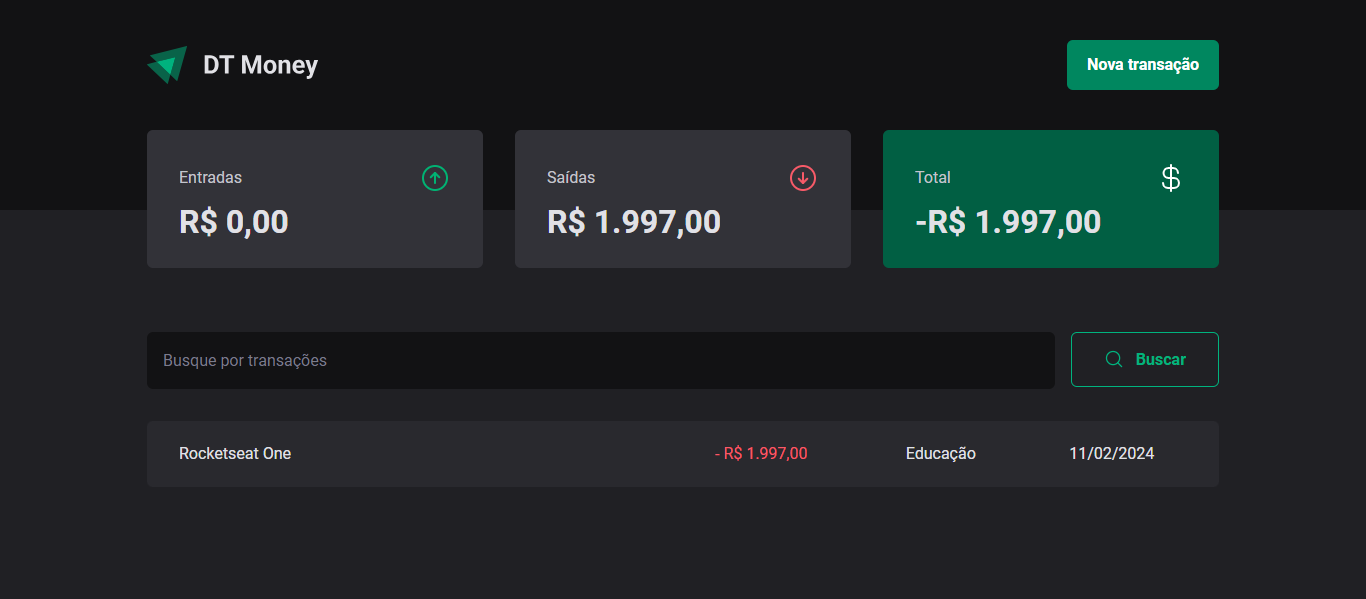 DT Money
Nova transação
Entradas
R$ 0,00
Saídas
R$ 1.997,00
Total
$
-R$ 1.997,00
Busque por transações
Buscar
Rocketseat One - R$ 1.997,00 Educação 11/02/2024